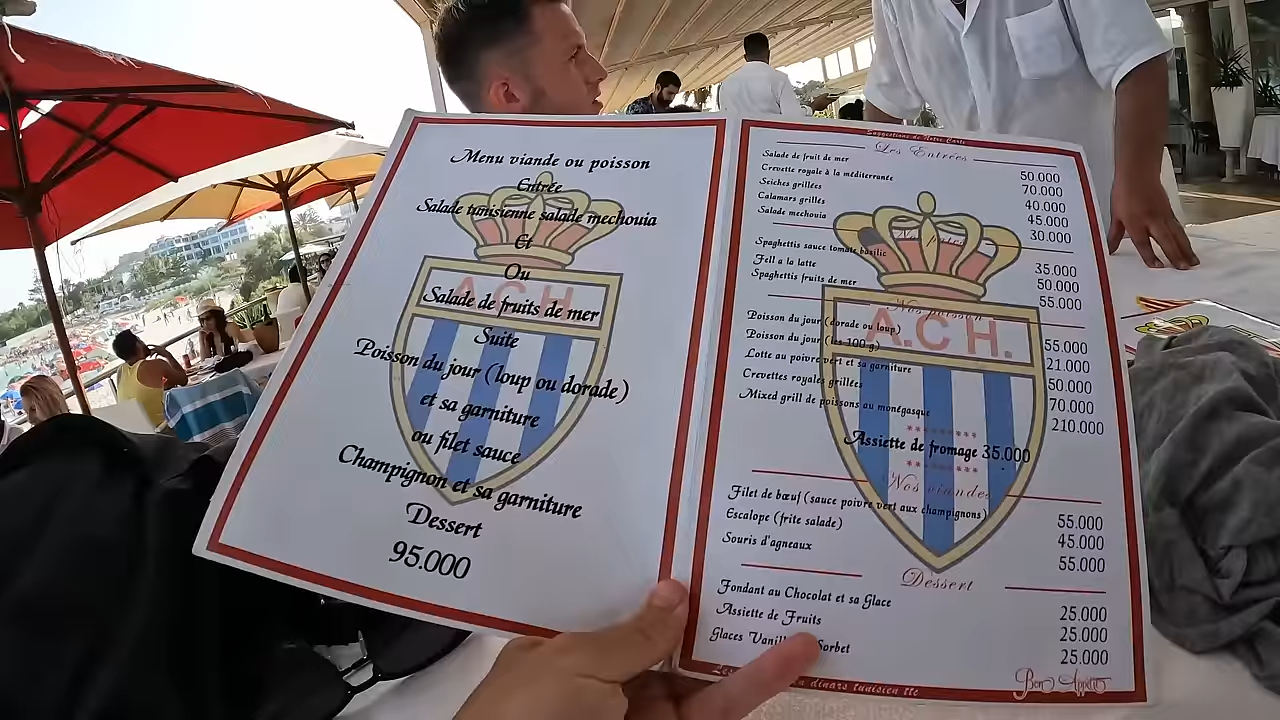 Menu viande ou poisson
Entrée
Salade tunisienne salade mechouia
Et
Ou
Salade de fruits de mer
Suite
Poisson du jour (loup ou dorade)
et sa garniture
ou filet sauce
Champignon et sa garniture
Dessert
95.000
Suggestions de Notre Carte
Les Entrées
Salade de fruit de mer 50.000
Crevette royale à la méditerrante 70.000
Seiches grillées 40.000
Calamars grillés 45.000
Salade mechouia 30.000
Spaghettis sauce tomate basilic 35.000
Fell a la latte 50.000
Spaghettis fruits de mer 55.000
Nos poisson
A.C.H.
Poisson du jour (dorade ou loup) 55.000
Poisson du jour (les 100 g) 21.000
Lotte au poivre vert et sa garniture 50.000
Crevettes royales grillées 70.000
Mixed grill de poissons au monégasque 210.000
*********
Assiette de fromage 35.000
*********
Nos viandes
Filet de bœuf (sauce poivre vert aux champignons) 55.000
Escalope (frite salade) 45.000
Souris d'agneaux 55.000
Dessert
Fondant au Chocolat et sa Glace 25.000
Assiette de Fruits 25.000
Glaces Sorbet 25.000
Bon Appétit
dinars tunisien ttc